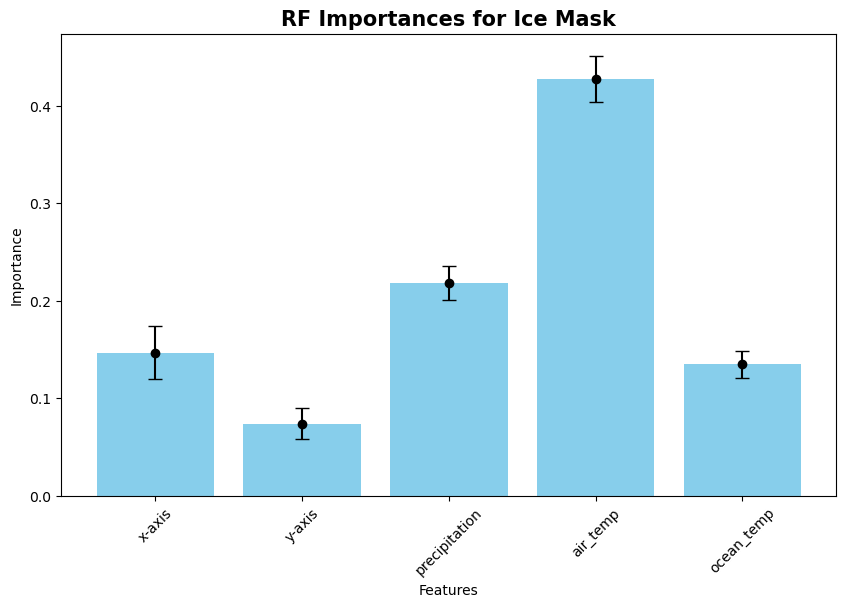 RF Importances for Ice Mask
Importance
0.4
0.3
0.2
0.1
0.0
x-axis
y-axis
precipitation
air_temp
ocean_temp
Features